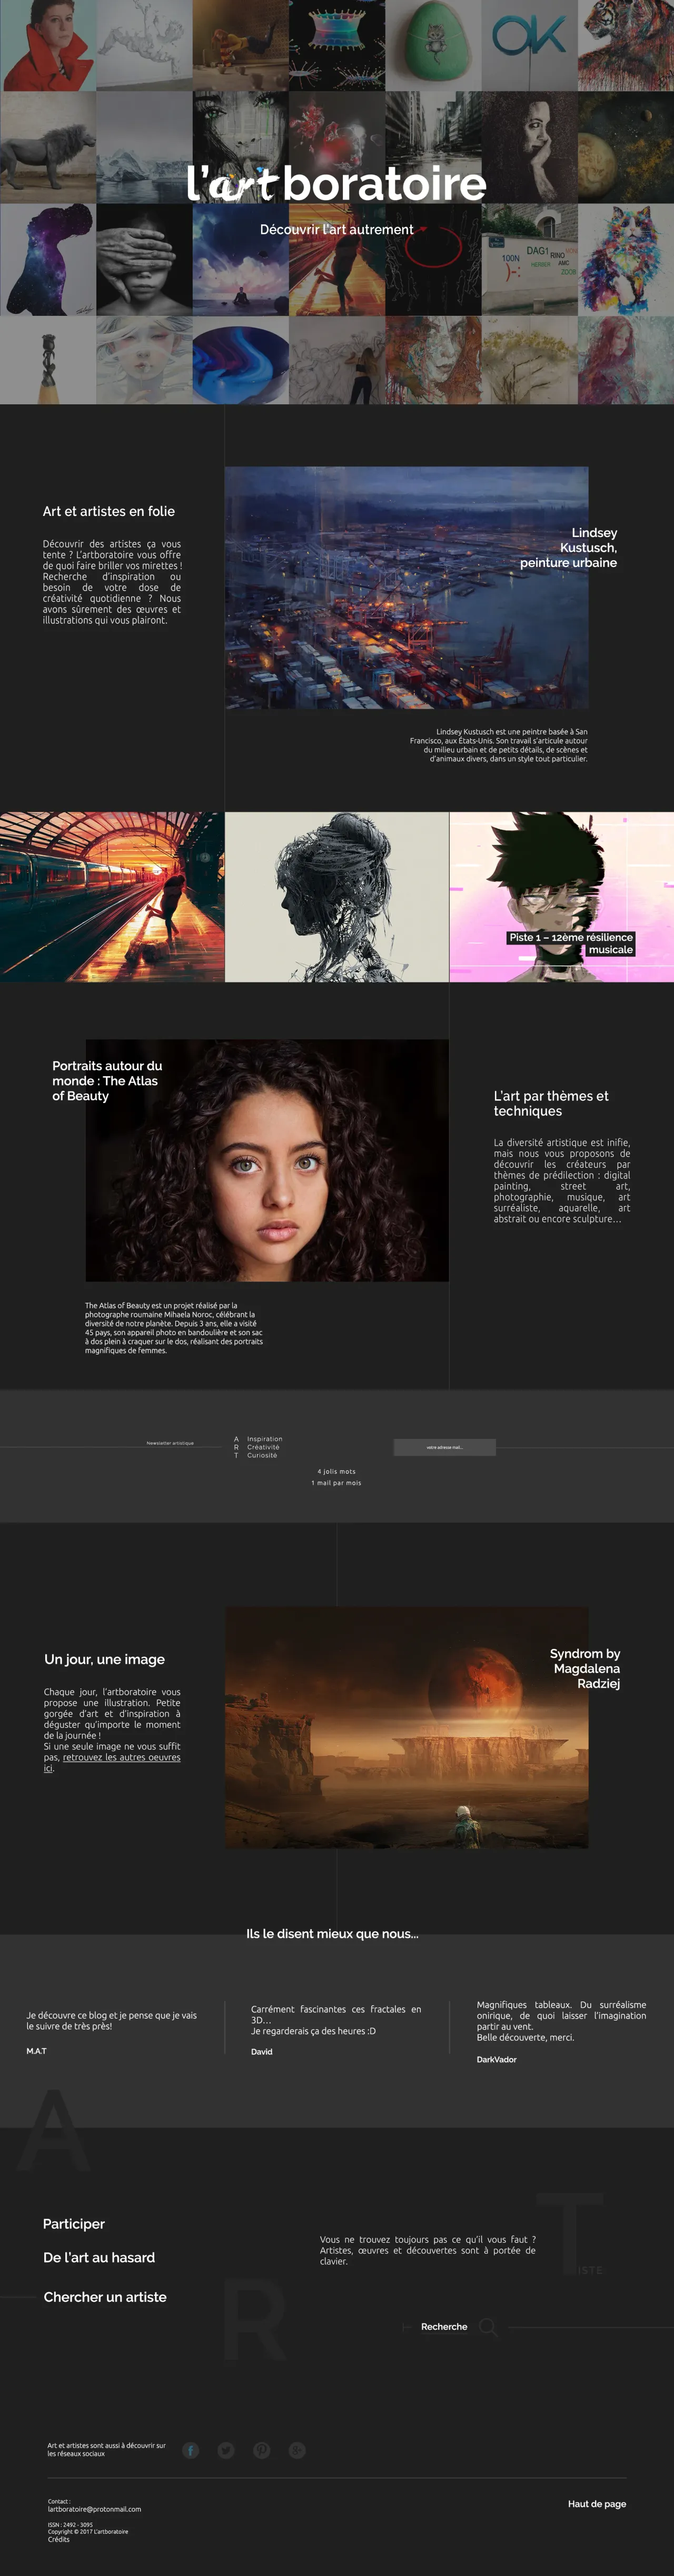 OK
l'artboratoire
Découvrir l'art autrement
100N
DAG1
RINO
HERBER
AMC
ZOOB
Art et artistes en folie
Découvrir des artistes ça vous
tente ? L'artboratoire vous offre
de quoi faire briller vos mirettes !
Recherche d'inspiration ou
besoin de votre dose de
créativité quotidienne ? Nous
avons sûrement des œuvres et
illustrations qui vous plairont.
Lindsey
Kustusch,
peinture urbaine
Lindsey Kustusch est une peintre basée à San
Francisco, aux États-Unis. Son travail s'articule autour
du milieu urbain et de petits détails, de scènes et
d'animaux divers, dans un style tout particulier.
Piste 1 – 12ème résilience
musicale
Portraits autour du
monde : The Atlas
of Beauty
The Atlas of Beauty est un projet réalisé par la
photographe roumaine Mihaela Noroc, célébrant la
diversité de notre planète. Depuis 3 ans, elle a visité
45 pays, son appareil photo en bandoulière et son sac
à dos plein à craquer sur le dos, réalisant des portraits
magnifiques de femmes.
L'art par thèmes et
techniques
La diversité artistique est inifie,
mais nous vous proposons de
découvrir les créateurs par
thèmes de prédilection : digital
painting, street art,
photographie, musique, art
surréaliste, aquarelle, art
abstrait ou encore sculpture...
Newsletter artistique
A Inspiration
R Créativité
T Curiosité
votre adresse mail...
4 jolis mots
1 mail par mois
Un jour, une image
Chaque jour, l'artboratoire vous
propose une illustration. Petite
gorgée d'art et d'inspiration à
déguster qu'importe le moment
de la journée !
Si une seule image ne vous suffit
pas, retrouvez les autres oeuvres
ici.
Syndrom by
Magdalena
Radziej
Ils le disent mieux que nous...
Je découvre ce blog et je pense que je vais
le suivre de très près!
M.A.T
Carrément fascinantes ces fractales en
3D...
Je regarderais ça des heures :D
David
Magnifiques tableaux. Du surréalisme
onirique, de quoi laisser l'imagination
partir au vent.
Belle découverte, merci.
DarkVador
A
Participer
De l'art au hasard
Chercher un artiste
R
Vous ne trouvez toujours pas ce qu'il vous faut ?
Artistes, œuvres et découvertes sont à portée de
clavier.
T
ISTE
Recherche
Art et artistes sont aussi à découvrir sur
les réseaux sociaux
Contact :
lartboratoire@protonmail.com
ISSN : 2492 - 3095
Copyright © 2017 L'artboratoire
Crédits
Haut de page